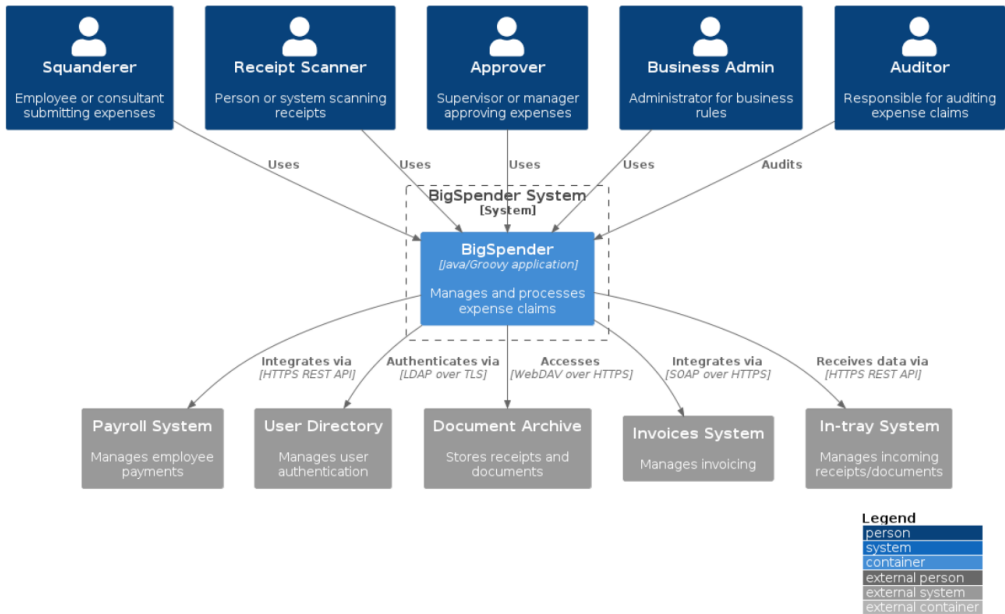 Squanderer
Employee or consultant
submitting expenses
Receipt Scanner
Person or system scanning
receipts
Approver
Supervisor or manager
approving expenses
Business Admin
Administrator for business
rules
Auditor
Responsible for auditing
expense claims
Uses
Uses
Uses
Uses
Audits
BigSpender System
[System]
BigSpender
[Java/Groovy application]
Manages and processes
expense claims
Integrates via
[HTTPS REST API]
Authenticates via
[LDAP over TLS]
Accesses
[WebDAV over HTTPS]
Integrates via
[SOAP over HTTPS]
Receives data via
[HTTPS REST API]
Payroll System
Manages employee
payments
User Directory
Manages user
authentication
Document Archive
Stores receipts and
documents
Invoices System
Manages invoicing
In-tray System
Manages incoming
receipts/documents
Legend
person
system
container
external person
external system
external container